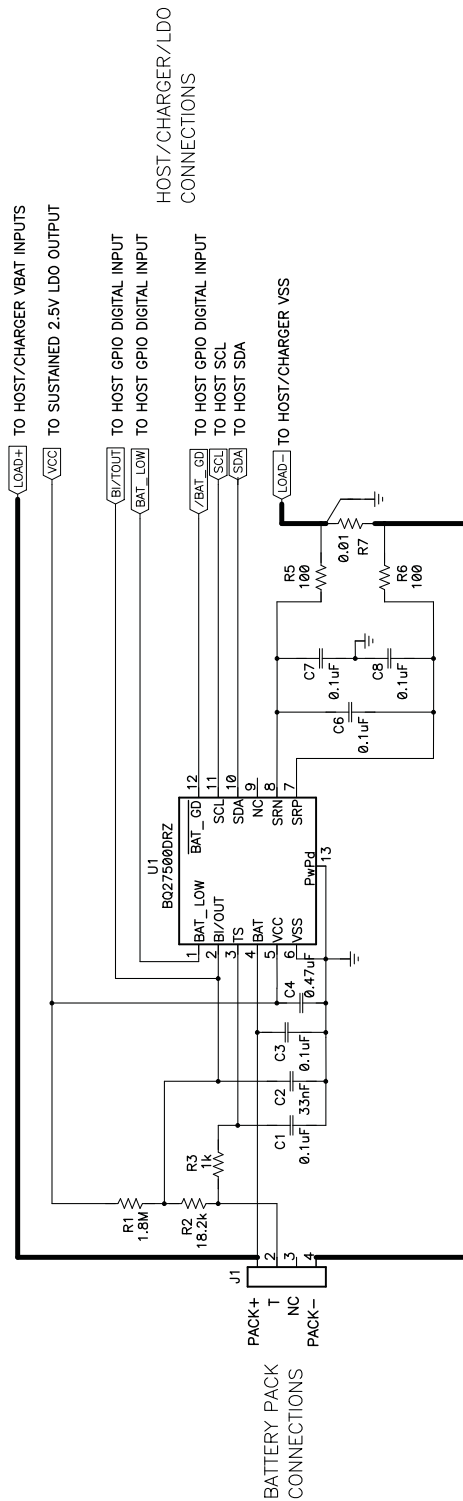 LOAD+ TO HOST/CHARGER VBAT INPUTS
VCC TO SUSTAINED 2.5V LDO OUTPUT
BI/TOUT TO HOST GPIO DIGITAL INPUT
BAT_LOW TO HOST GPIO DIGITAL INPUT
HOST/CHARGER/LDO
CONNECTIONS
/BAT_GD TO HOST GPIO DIGITAL INPUT
SCL TO HOST SCL
SDA TO HOST SDA
LOAD- TO HOST/CHARGER VSS
U1
BQ27500DRZ
1 BAT_LOW
2 BI/OUT
3 TS
4 BAT
5 VCC
6 VSS
BAT_GD 12
SCL 11
SDA 10
NC 9
SRN 8
SRP 7
PwPd 13
R1
1.8M
R2
18.2k
R3
1k
C1
0.1uF
C2
33nF
C3
0.1uF
C4
0.47uF
C6
0.1uF
C7
0.1uF
C8
0.1uF
R5
100
0.01
R7
R6
100
J1
PACK+
T 2
NC 3
PACK- 4
BATTERY PACK
CONNECTIONS